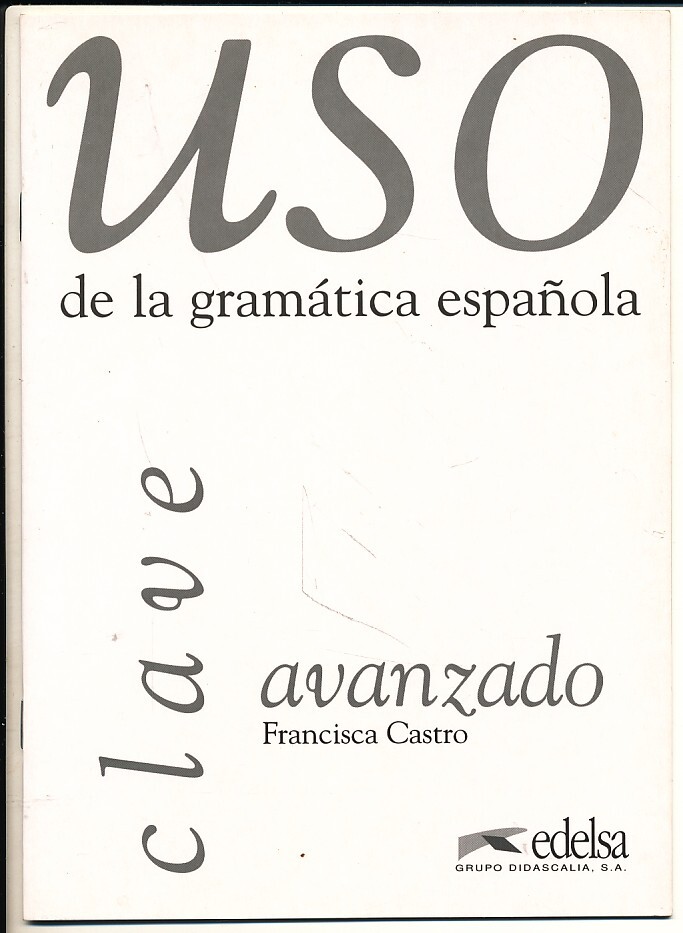 uso
de la gramática española
clave
avanzado
Francisca Castro
edelsa
GRUPO DIDASCALIA, S.A.